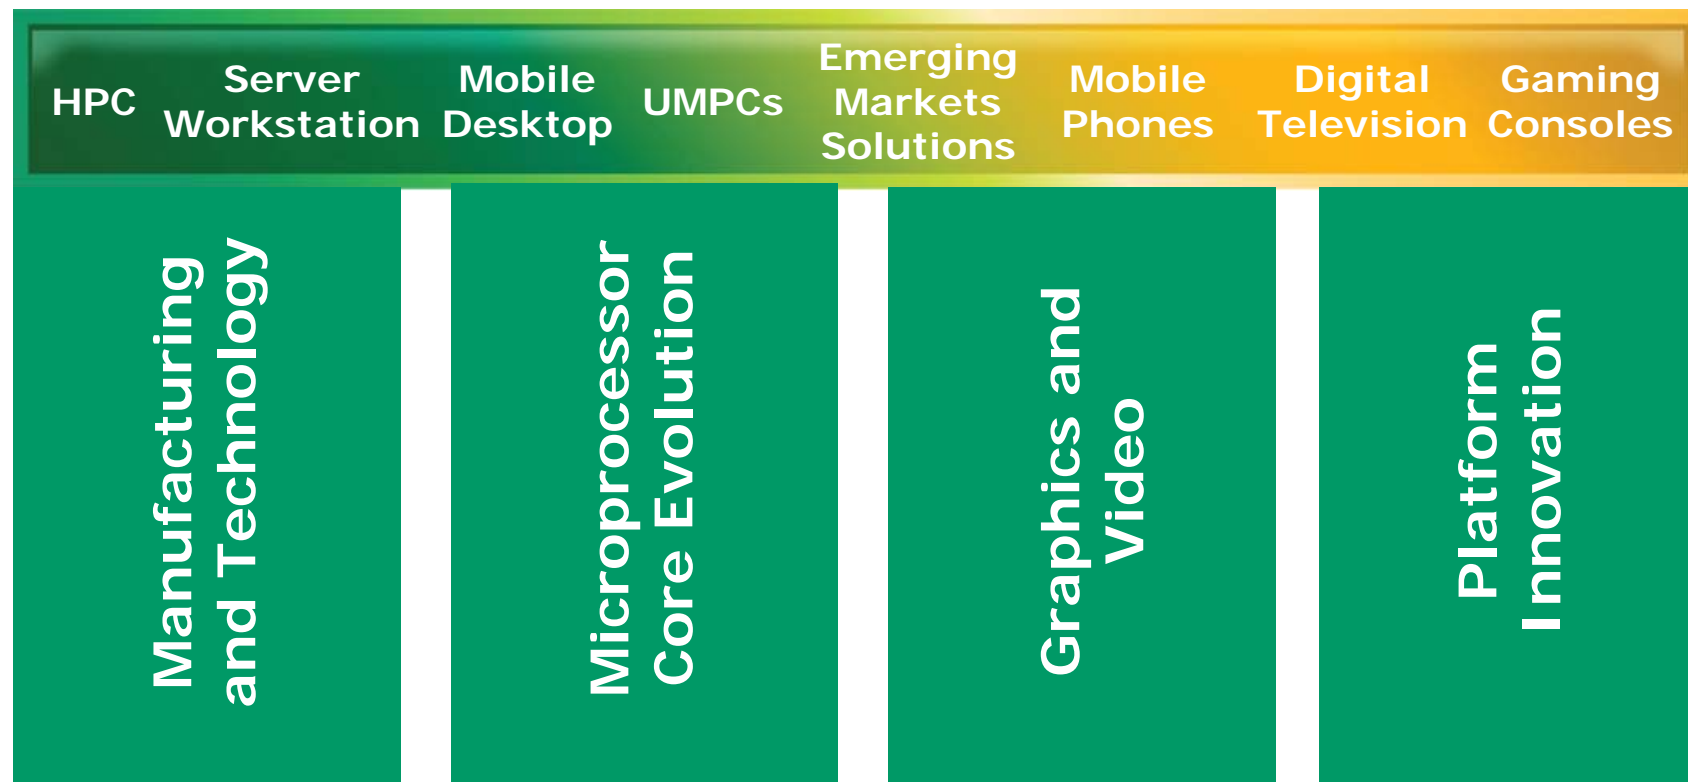 HPC
Server
Workstation
Mobile
Desktop
UMPCs
Emerging
Markets
Solutions
Mobile
Phones
Digital
Television
Gaming
Consoles
Manufacturing
and Technology
Microprocessor
Core Evolution
Graphics and
Video
Platform
Innovation